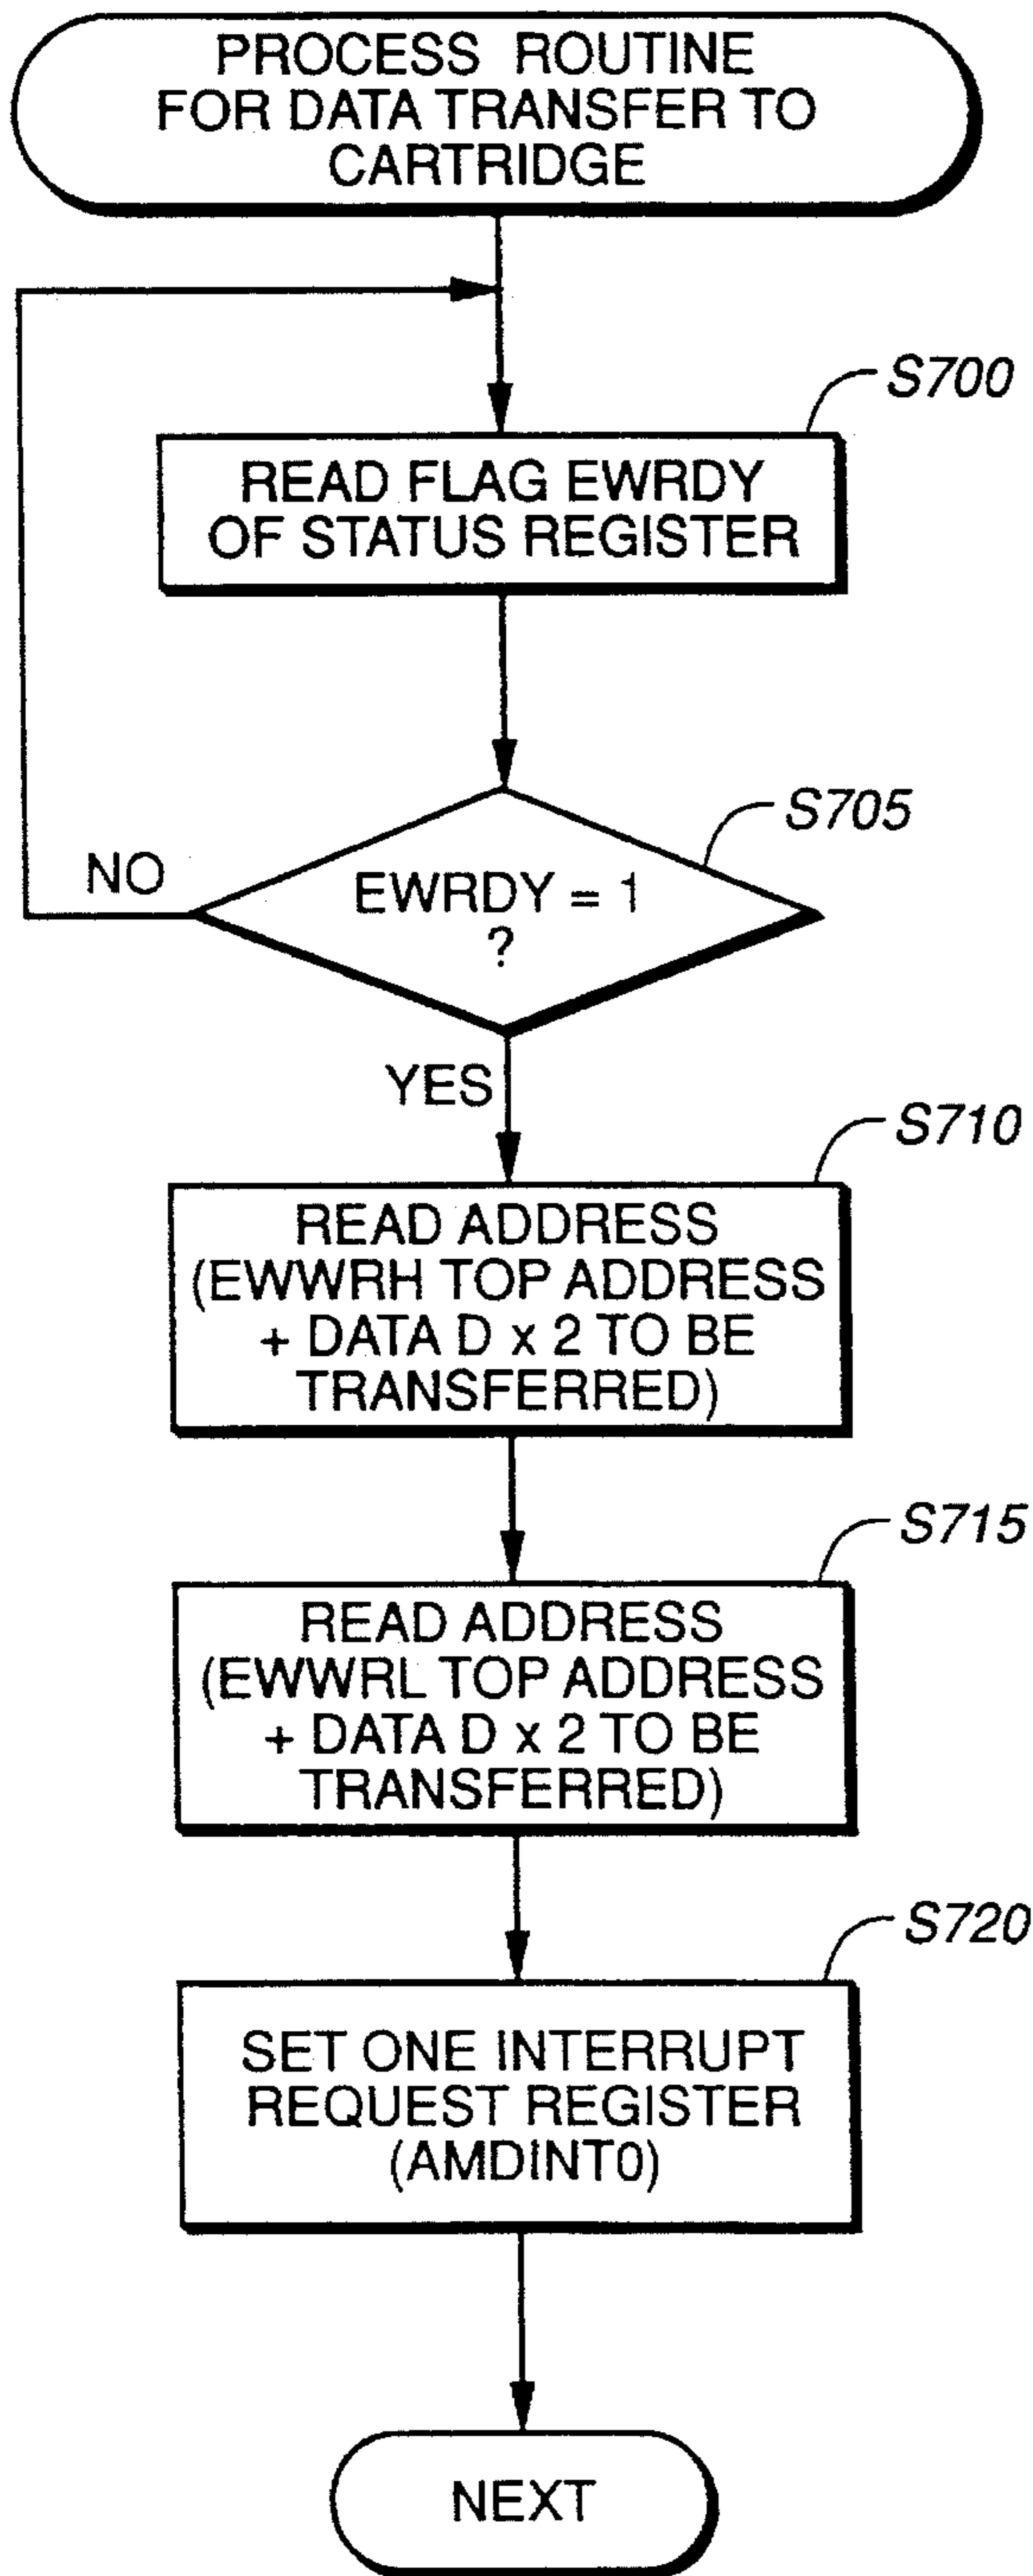 PROCESS ROUTINE
FOR DATA TRANSFER TO
CARTRIDGE
S700
READ FLAG EWRDY
OF STATUS REGISTER
S705
NO
EWRDY = 1
?
YES
S710
READ ADDRESS
(EWWRH TOP ADDRESS
+ DATA D x 2 TO BE
TRANSFERRED)
S715
READ ADDRESS
(EWWRL TOP ADDRESS
+ DATA D x 2 TO BE
TRANSFERRED)
S720
SET ONE INTERRUPT
REQUEST REGISTER
(AMDINT0)
NEXT